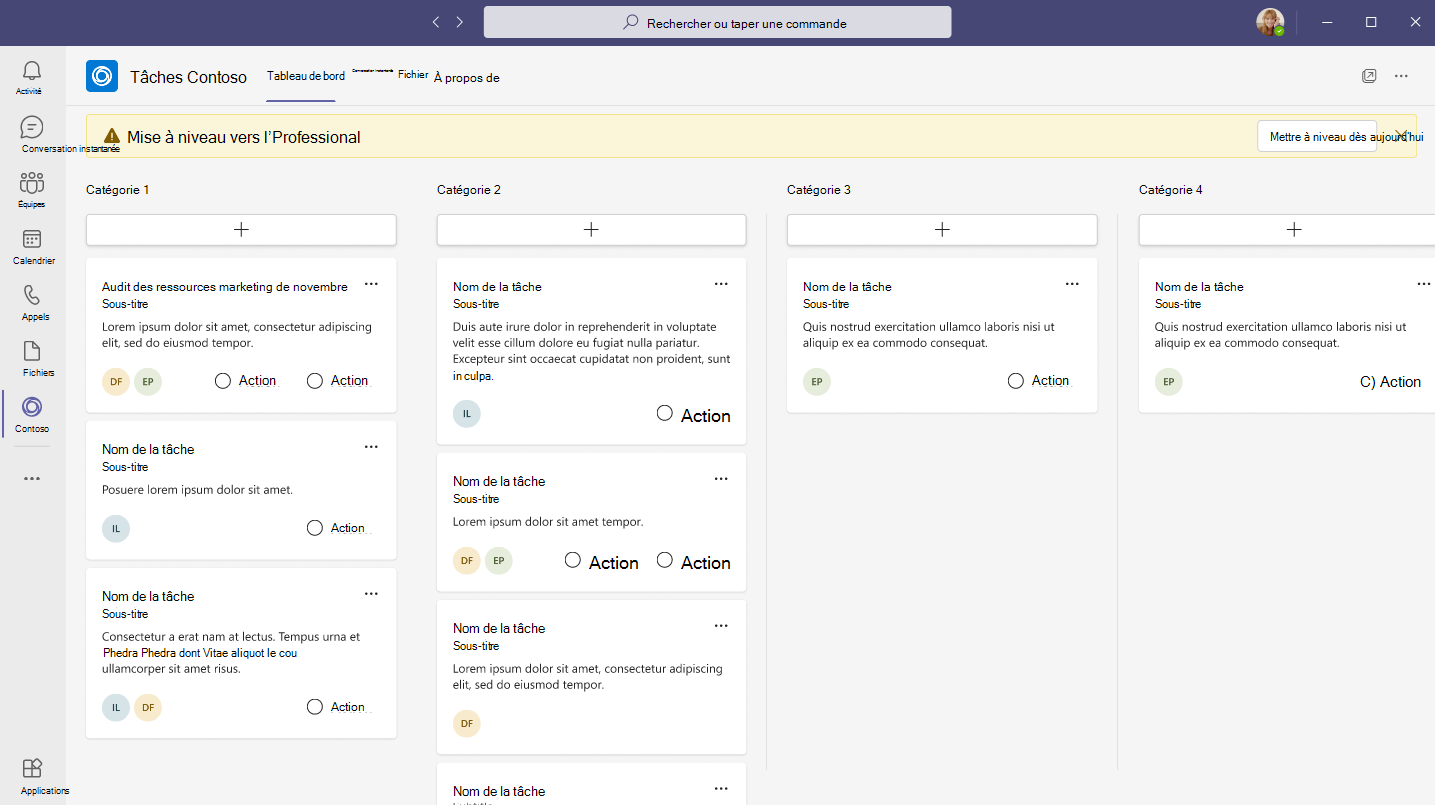 Rechercher ou taper une commande
Activité
Conversation instantanée
Équipes
Calendrier
Appels
Fichiers
Contoso
Applications
Tâches Contoso
Tableau de bord
Conversation instantanée
Fichier
À propos de
Mise à niveau vers l’Professional
Mettre à niveau dès aujourd'hui
Catégorie 1
Audit des ressources marketing de novembre
Sous-titre
Lorem ipsum dolor sit amet, consectetur adipiscing
elit, sed do eiusmod tempor.
DF EP Action Action
Nom de la tâche
Sous-titre
Posuere lorem ipsum dolor sit amet.
IL Action
Nom de la tâche
Sous-titre
Consectetur a erat nam at lectus. Tempus urna et
Phedra Phedra dont Vitae aliquot le cou
ullamcorper sit amet risus.
IL DF Action
Catégorie 2
Nom de la tâche
Sous-titre
Duis aute irure dolor in reprehenderit in voluptate
velit esse cillum dolore eu fugiat nulla pariatur.
Excepteur sint occaecat cupidatat non proident, sunt
in culpa.
IL Action
Nom de la tâche
Sous-titre
Lorem ipsum dolor sit amet tempor.
DF EP Action Action
Nom de la tâche
Sous-titre
Lorem ipsum dolor sit amet, consectetur adipiscing
elit, sed do eiusmod tempor.
DF
Nom de la tâche
Catégorie 3
Nom de la tâche
Sous-titre
Quis nostrud exercitation ullamco laboris nisi ut
aliquip ex ea commodo consequat.
EP Action
Catégorie 4
Nom de la tâche
Sous-titre
Quis nostrud exercitation ullamco laboris nisi ut
aliquip ex ea commodo consequat.
EP C) Action